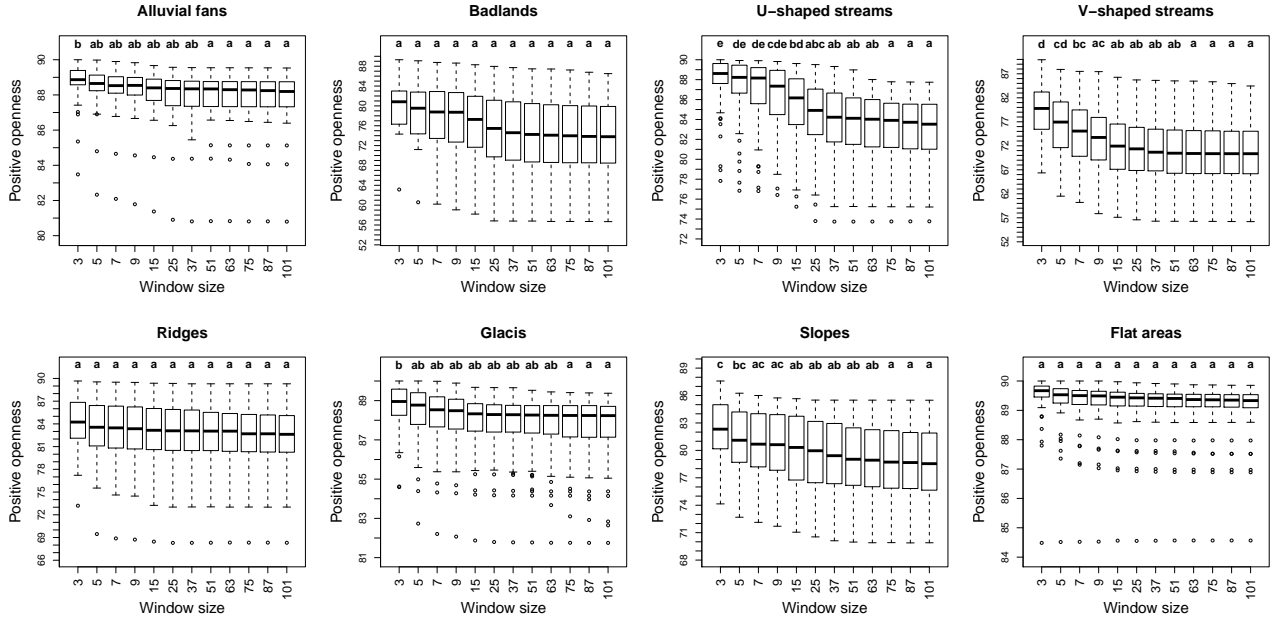 Alluvial fans
b ab ab ab ab ab ab a a a a a
Positive openness
80 82 84 86 88 90
3 5 7 9 15 25 37 51 63 75 87 101
Window size
Badlands
a a a a a a a a a a a a
Positive openness
52 56 60 64 68 72 76 80 84 88
3 5 7 9 15 25 37 51 63 75 87 101
Window size
U−shaped streams
e de de cde bd abc ab ab ab a a a
Positive openness
72 74 76 78 80 82 84 86 88 90
3 5 7 9 15 25 37 51 63 75 87 101
Window size
V−shaped streams
d cd bc ac ab ab ab ab a a a a
Positive openness
52 57 62 67 72 77 82 87
3 5 7 9 15 25 37 51 63 75 87 101
Window size
Ridges
a a a a a a a a a a a a
Positive openness
66 69 72 75 78 81 84 87 90
3 5 7 9 15 25 37 51 63 75 87 101
Window size
Glacis
b ab ab ab ab ab ab ab ab a a a
Positive openness
81 83 85 87 89
3 5 7 9 15 25 37 51 63 75 87 101
Window size
Slopes
c bc ac ac ab ab ab ab ab a a a
Positive openness
68 71 74 77 80 83 86 89
3 5 7 9 15 25 37 51 63 75 87 101
Window size
Flat areas
a a a a a a a a a a a a
Positive openness
84 85 86 87 88 89 90
3 5 7 9 15 25 37 51 63 75 87 101
Window size